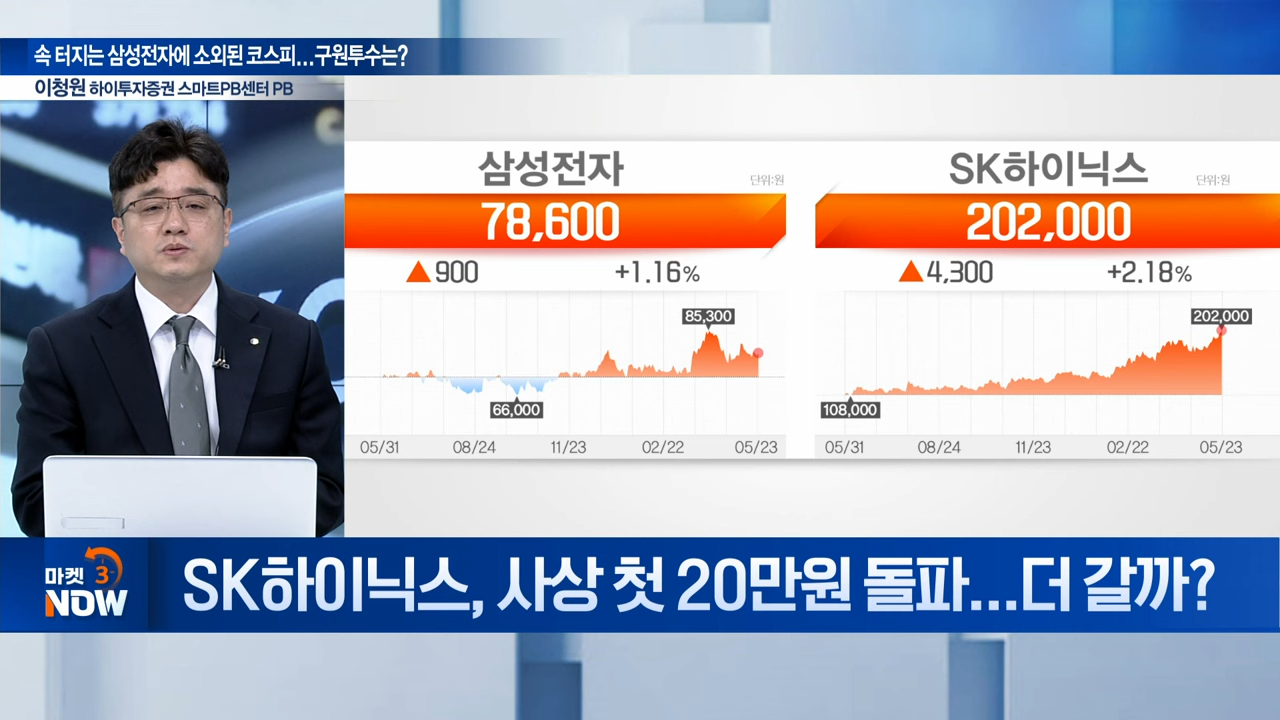 속 터지는 삼성전자에 소외된 코스피...구원투수는?
이청원 하이투자증권 스마트PB센터 PB
삼성전자
단위:원
78,600
▲900 +1.16%
85,300
66,000
05/31 08/24 11/23 02/22 05/23
SK하이닉스
단위:원
202,000
▲4,300 +2.18%
202,000
108,000
05/31 08/24 11/23 02/22 05/23
마켓 3
NOW
SK하이닉스, 사상 첫 20만원 돌파...더 갈까?